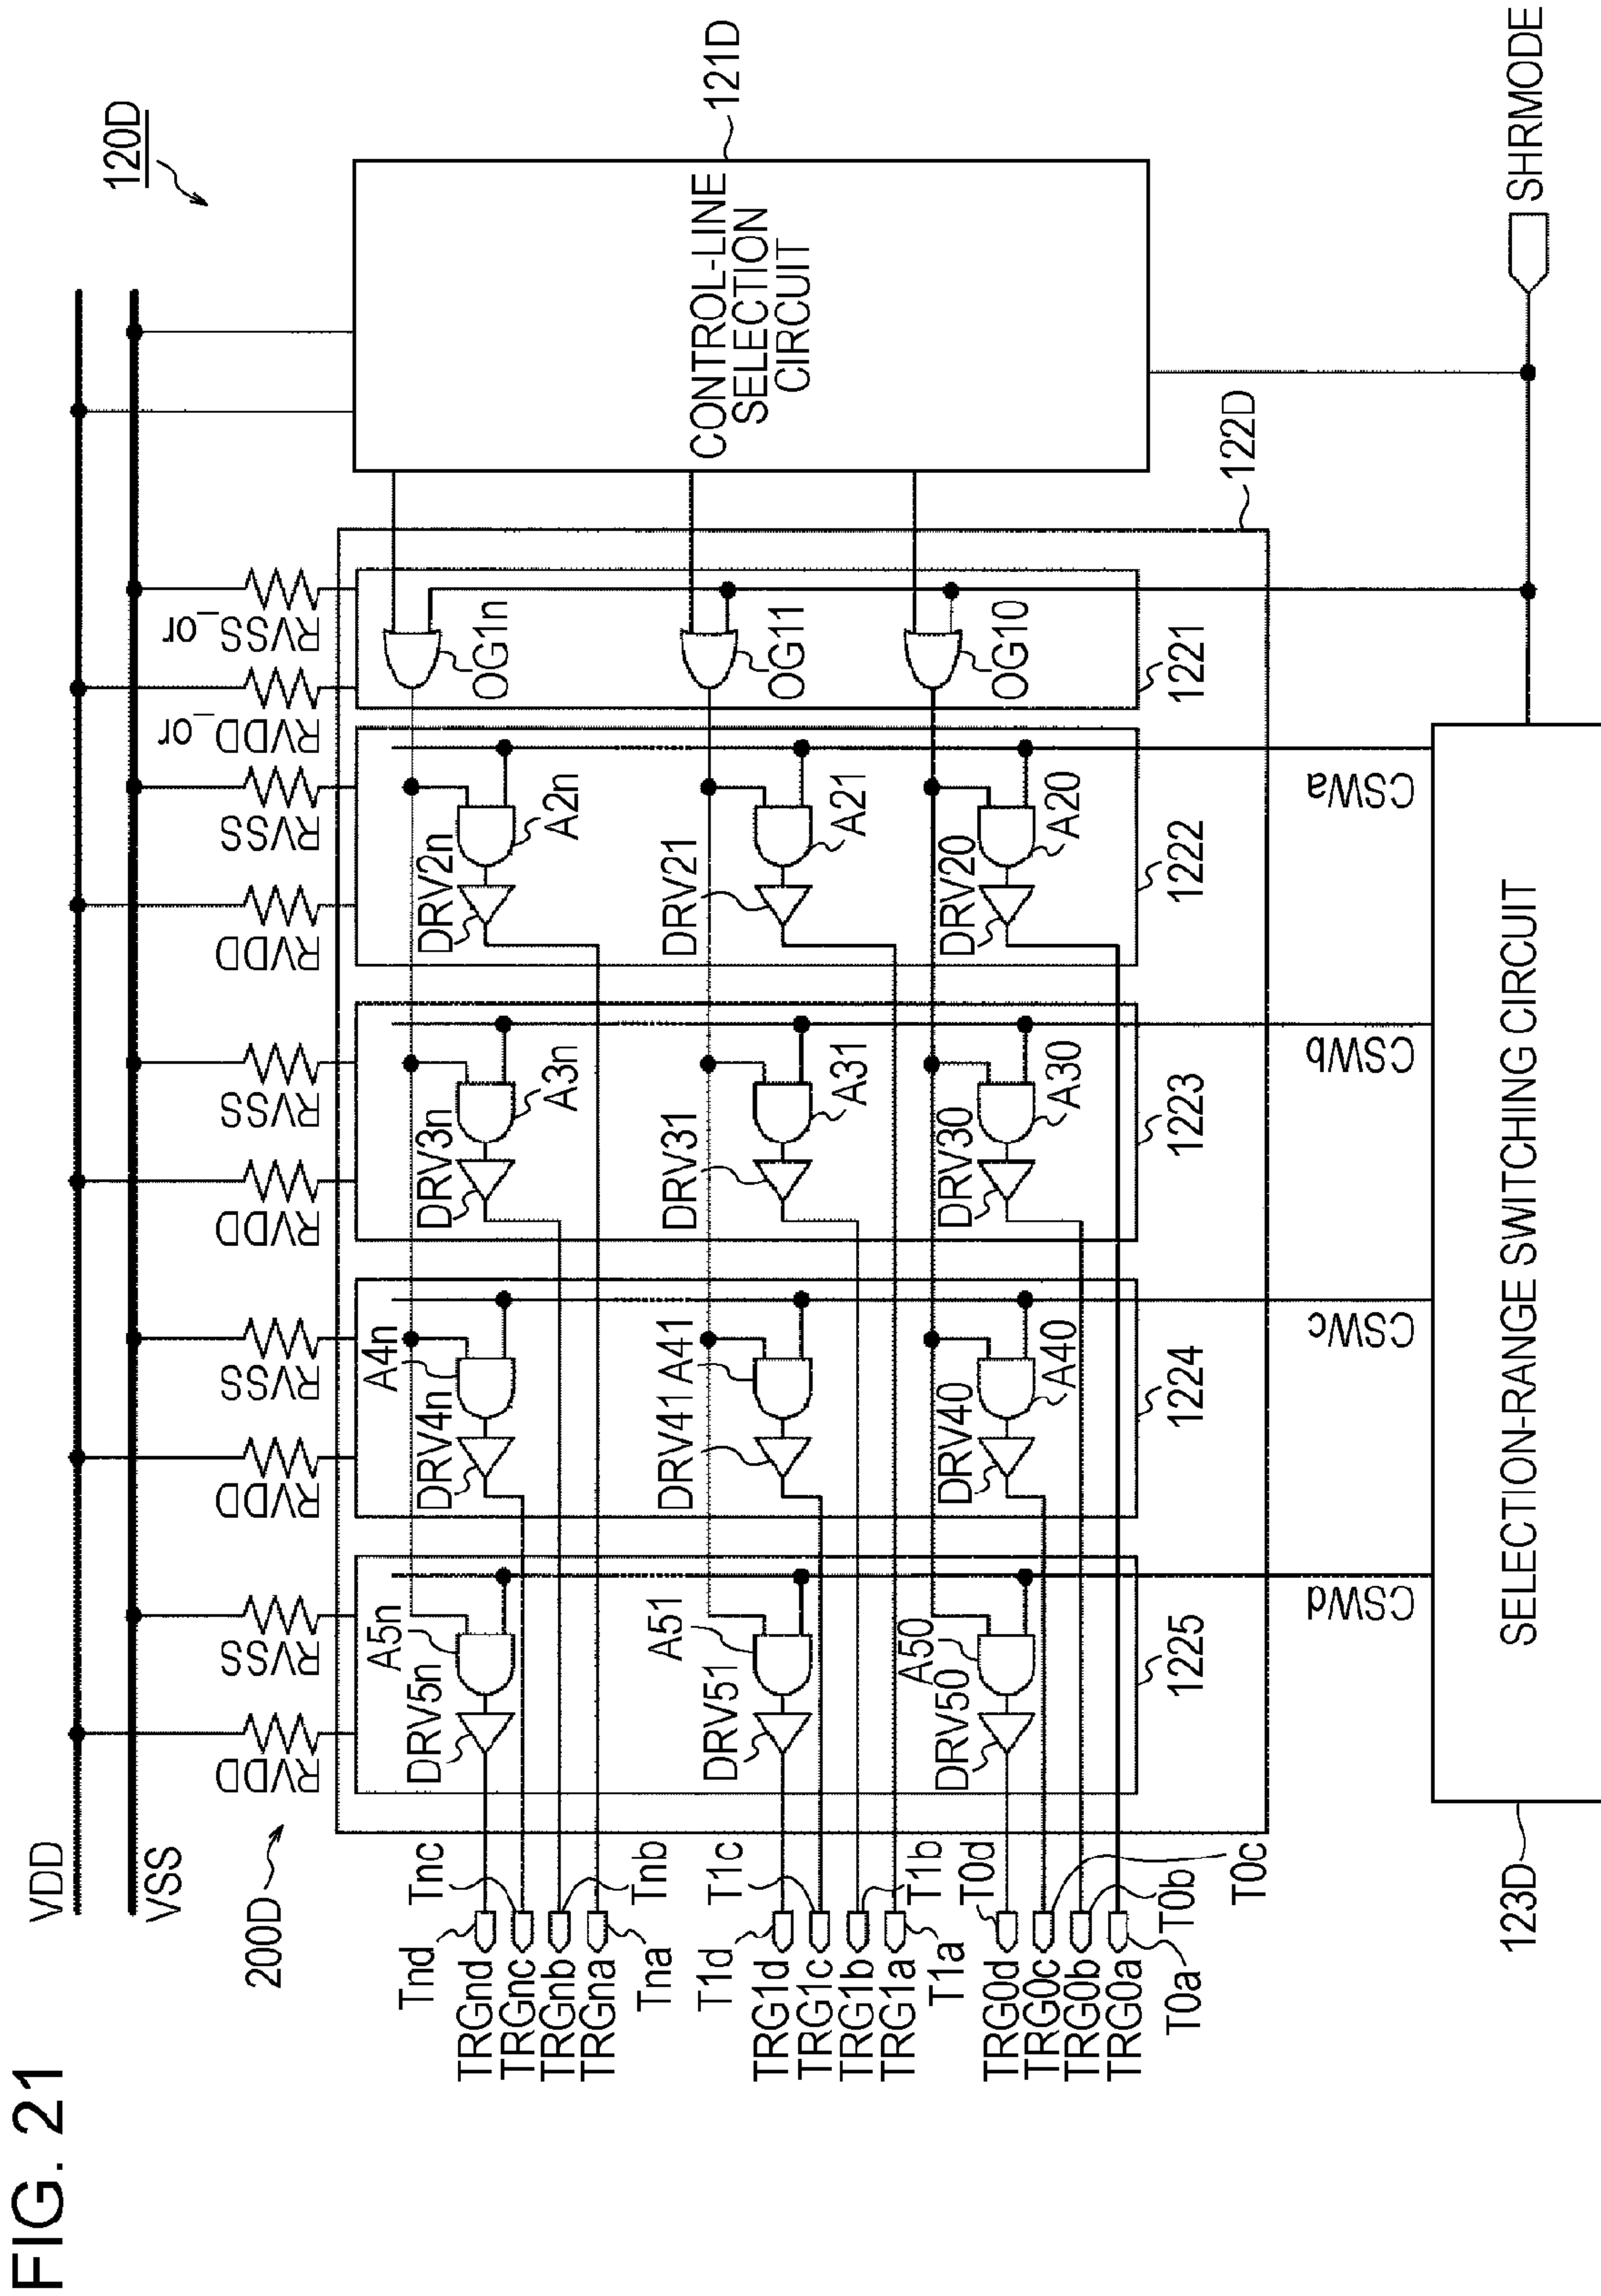 FIG. 21
120D
VDD
VSS
200D
RVDD
RVSS
RVDD
RVSS
RVDD
RVSS
RVDD
RVSS
RVDD_or
RVSS_or
121D
CONTROL-LINE
SELECTION
CIRCUIT
122D
Tnd
Tnc
TRGnd
TRGnc
TRGnb
TRGna
Tnb
Tna
A5n
DRV5n
A4n
DRV4n
DRV3n
A3n
DRV2n
A2n
OG1n
T1d
T1c
TRG1d
TRG1c
TRG1b
TRG1a
T1b
T1a
A51
DRV51
DRV41
A41
DRV31
A31
DRV21
A21
OG11
T0d
TRG0d
TRG0c
TRG0b
TRG0a
T0a
T0b
T0c
A50
DRV50
DRV40
A40
DRV30
A30
DRV20
A20
OG10
1225
1224
1223
1222
1221
CSWd
CSWc
CSWb
CSWa
SHRMODE
SELECTION-RANGE SWITCHING CIRCUIT
123D